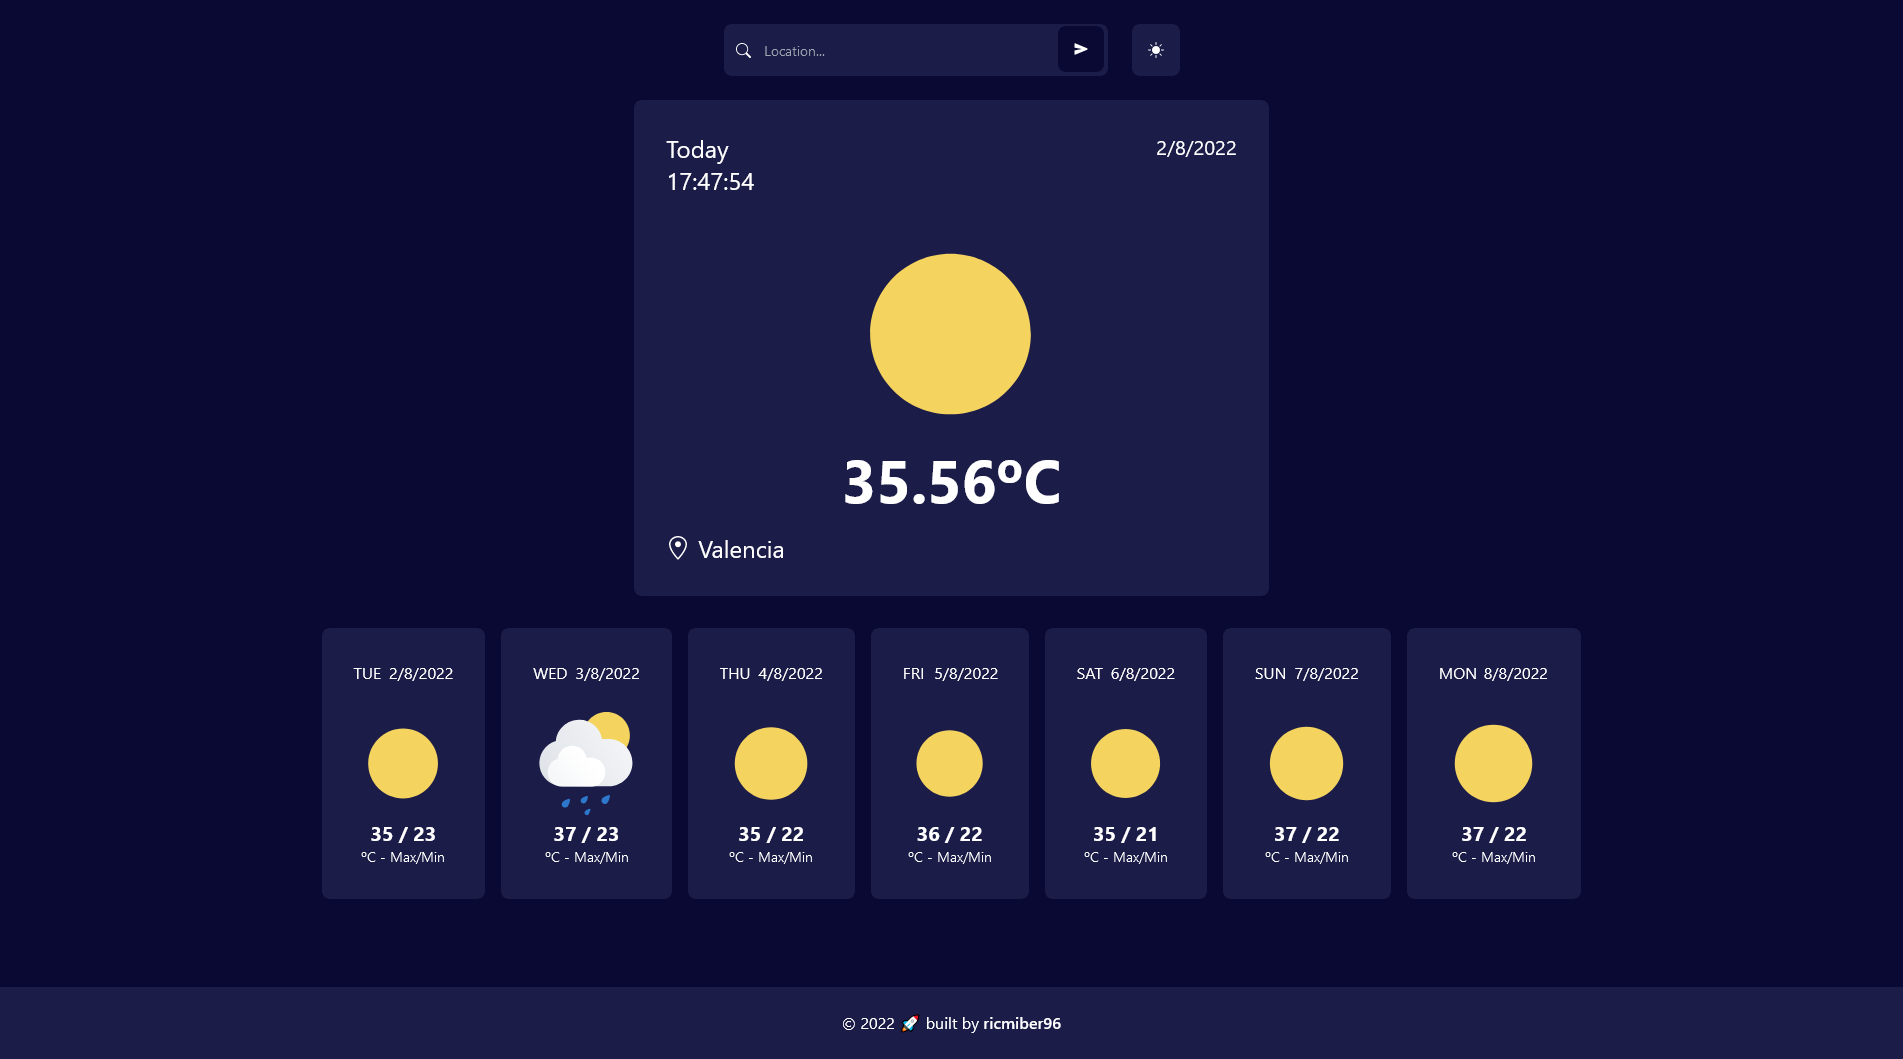 Location...
Today
2/8/2022
17:47:54
35.56ºC
Valencia
TUE 2/8/2022
35 / 23
ºC - Max/Min
WED 3/8/2022
37 / 23
ºC - Max/Min
THU 4/8/2022
35 / 22
ºC - Max/Min
FRI 5/8/2022
36 / 22
ºC - Max/Min
SAT 6/8/2022
35 / 21
ºC - Max/Min
SUN 7/8/2022
37 / 22
ºC - Max/Min
MON 8/8/2022
37 / 22
ºC - Max/Min
© 2022 🚀 built by ricmiber96